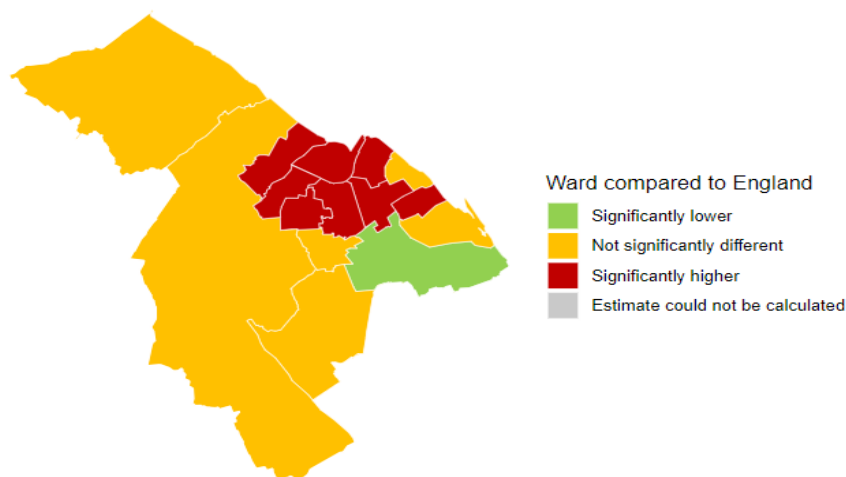 Ward compared to England
Significantly lower
Not significantly different
Significantly higher
Estimate could not be calculated